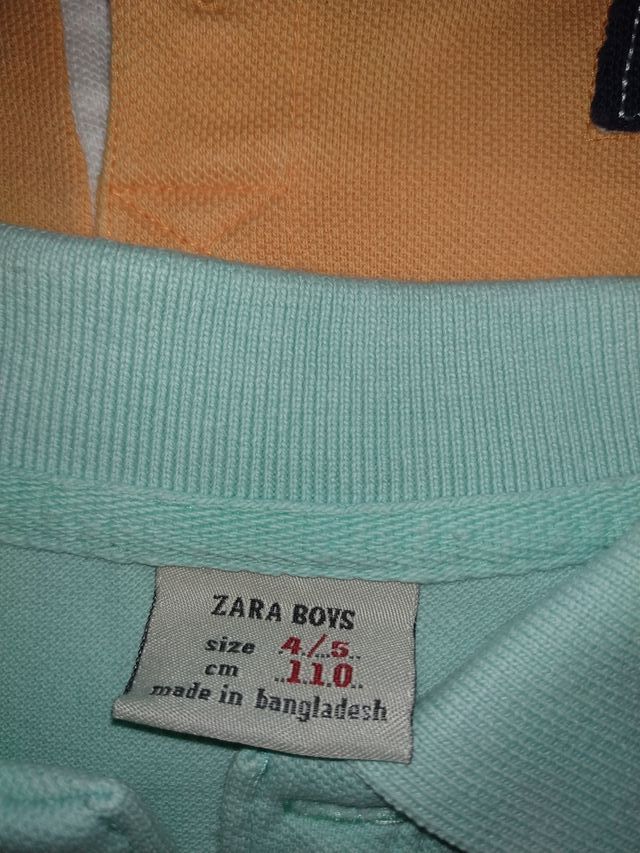 ZARA BOYS
size 4/5
cm 110
made in bangladesh